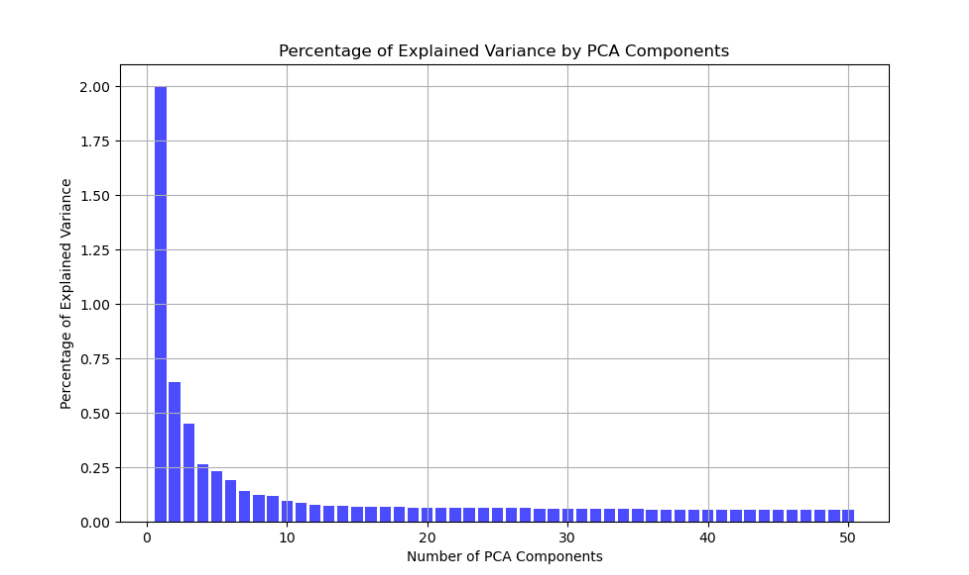 Percentage of Explained Variance by PCA Components
Percentage of Explained Variance
2.00
1.75
1.50
1.25
1.00
0.75
0.50
0.25
0.00
0 10 20 30 40 50
Number of PCA Components